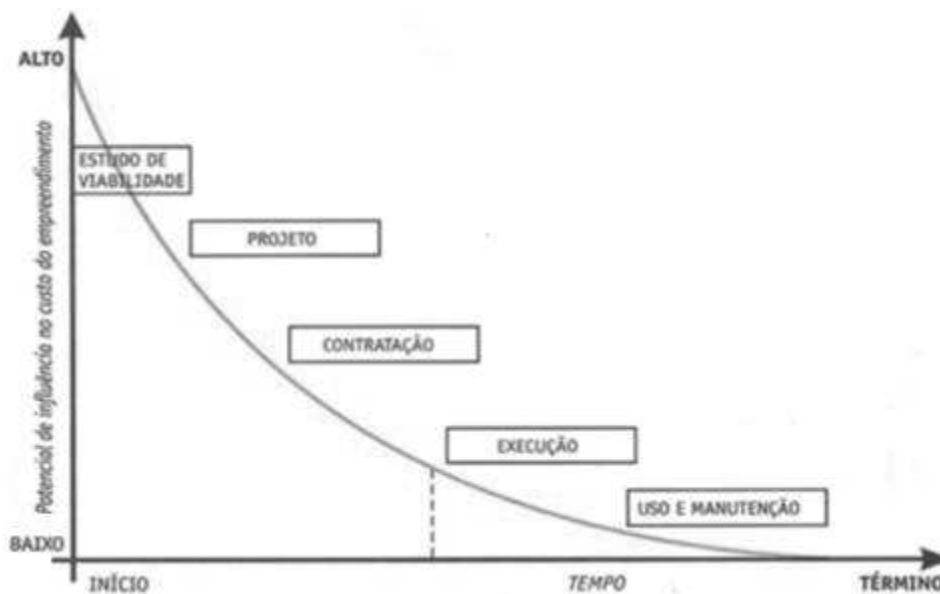 ALTO
Potencial de influência no custo do empreendimento
ESTUDO DE
VIABILIDADE
PROJETO
CONTRATAÇÃO
EXECUÇÃO
USO E MANUTENÇÃO
BAIXO
INÍCIO
TEMPO
TÉRMINO